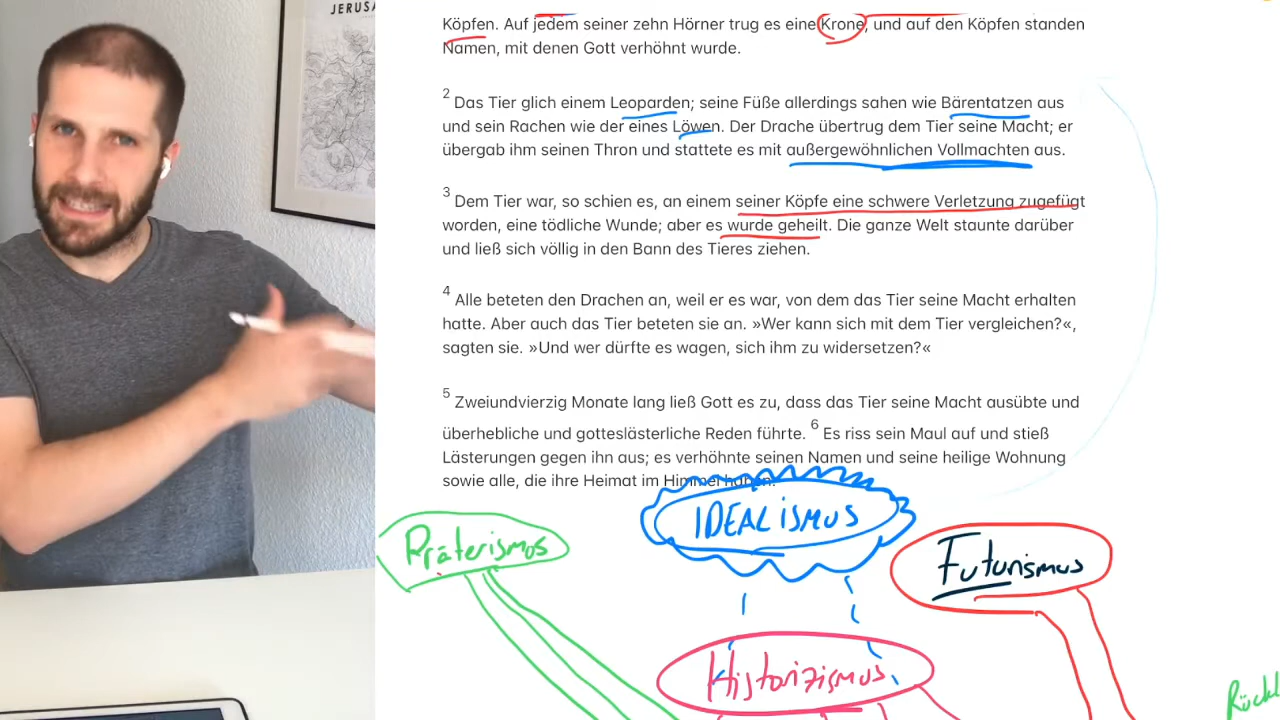 JERUSA
Köpfen. Auf jedem seiner zehn Hörner trug es eine Krone, und auf den Köpfen standen
Namen, mit denen Gott verhöhnt wurde.
2 Das Tier glich einem Leoparden; seine Füße allerdings sahen wie Bärentatzen aus
und sein Rachen wie der eines Löwen. Der Drache übertrug dem Tier seine Macht; er
übergab ihm seinen Thron und stattete es mit außergewöhnlichen Vollmachten aus.
3 Dem Tier war, so schien es, an einem seiner Köpfe eine schwere Verletzung zugefügt
worden, eine tödliche Wunde; aber es wurde geheilt. Die ganze Welt staunte darüber
und ließ sich völlig in den Bann des Tieres ziehen.
4 Alle beteten den Drachen an, weil er es war, von dem das Tier seine Macht erhalten
hatte. Aber auch das Tier beteten sie an. »Wer kann sich mit dem Tier vergleichen?«,
sagten sie. »Und wer dürfte es wagen, sich ihm zu widersetzen?«
5 Zweiundvierzig Monate lang ließ Gott es zu, dass das Tier seine Macht ausübte und
überhebliche und gotteslästerliche Reden führte. 6 Es riss sein Maul auf und stieß
Lästerungen gegen ihn aus; es verhöhnte seinen Namen und seine heilige Wohnung
sowie alle, die ihre Heimat im Himmel haben.
IDEALISMUS
Präterismos
Futurismus
Historizismus